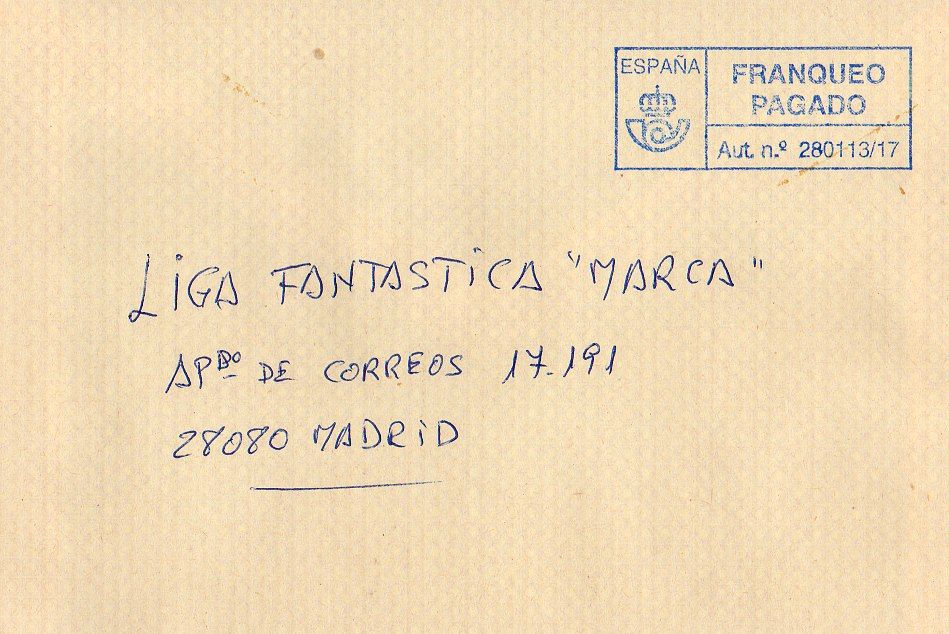 ESPAÑA
FRANQUEO
PAGADO
Aut. n.º 280113/17
LIGA FANTASTICA "MARCA"
APDO DE CORREOS 17.191
28080 MADRID